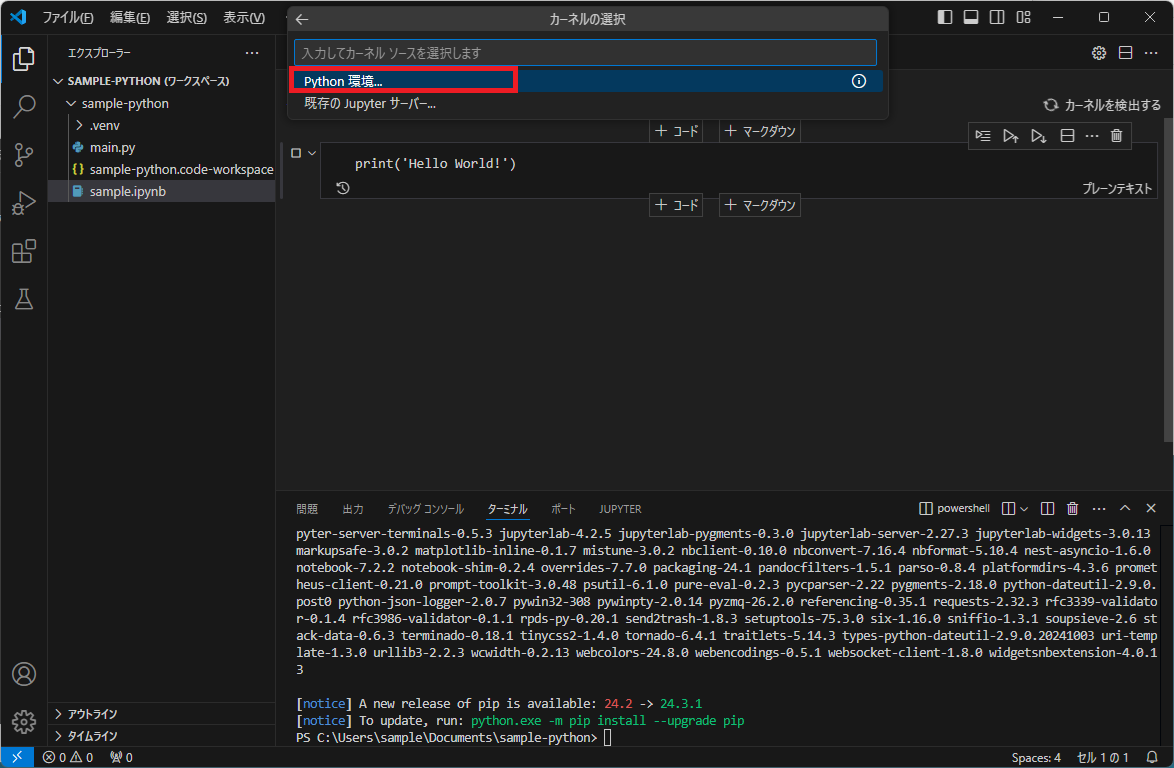 ファイル(F) 編集(E) 選択(S) 表示(V)
カーネルの選択
入力してカーネル ソースを選択します
Python 環境...
既存の Jupyter サーバー...
エクスプローラー
SAMPLE-PYTHON (ワークスペース)
sample-python
.venv
main.py
sample-python.code-workspace
sample.ipynb
アウトライン
タイムライン
カーネルを検出する
コード マークダウン
print('Hello World!')
プレーンテキスト
コード マークダウン
問題 出力 デバッグ コンソール ターミナル ポート JUPYTER
powershell
pyter-server-terminals-0.5.3 jupyterlab-4.2.5 jupyterlab-pygments-0.3.0 jupyterlab-server-2.27.3 jupyterlab-widgets-3.0.13
markupsafe-3.0.2 matplotlib-inline-0.1.7 mistune-3.0.2 nbclient-0.10.0 nbconvert-7.16.4 nbformat-5.10.4 nest-asyncio-1.6.0
notebook-7.2.2 notebook-shim-0.2.4 overrides-7.7.0 packaging-24.1 pandocfilters-1.5.1 parso-0.8.4 platformdirs-4.3.6 promet
heus-client-0.21.0 prompt-toolkit-3.0.48 psutil-6.1.0 pure-eval-0.2.3 pycparser-2.22 pygments-2.18.0 python-dateutil-2.9.0.
post0 python-json-logger-2.0.7 pywin32-308 pywinpty-2.0.14 pyzmq-26.2.0 referencing-0.35.1 requests-2.32.3 rfc3339-validato
r-0.1.4 rfc3986-validator-0.1.1 rpds-py-0.20.1 send2trash-1.8.3 setuptools-75.3.0 six-1.16.0 sniffio-1.3.1 soupsieve-2.6 st
ack-data-0.6.3 terminado-0.18.1 tinycss2-1.4.0 tornado-6.4.1 traitlets-5.14.3 types-python-dateutil-2.9.0.20241003 uri-temp
late-1.3.0 urllib3-2.2.3 wcwidth-0.2.13 webcolors-24.8.0 webencodings-0.5.1 websocket-client-1.8.0 widgetsnbextension-4.0.1
3
[notice] A new release of pip is available: 24.2 -> 24.3.1
[notice] To update, run: python.exe -m pip install --upgrade pip
PS C:\Users\sample\Documents\sample-python>
0 0 0
Spaces: 4 セル 1 の 1